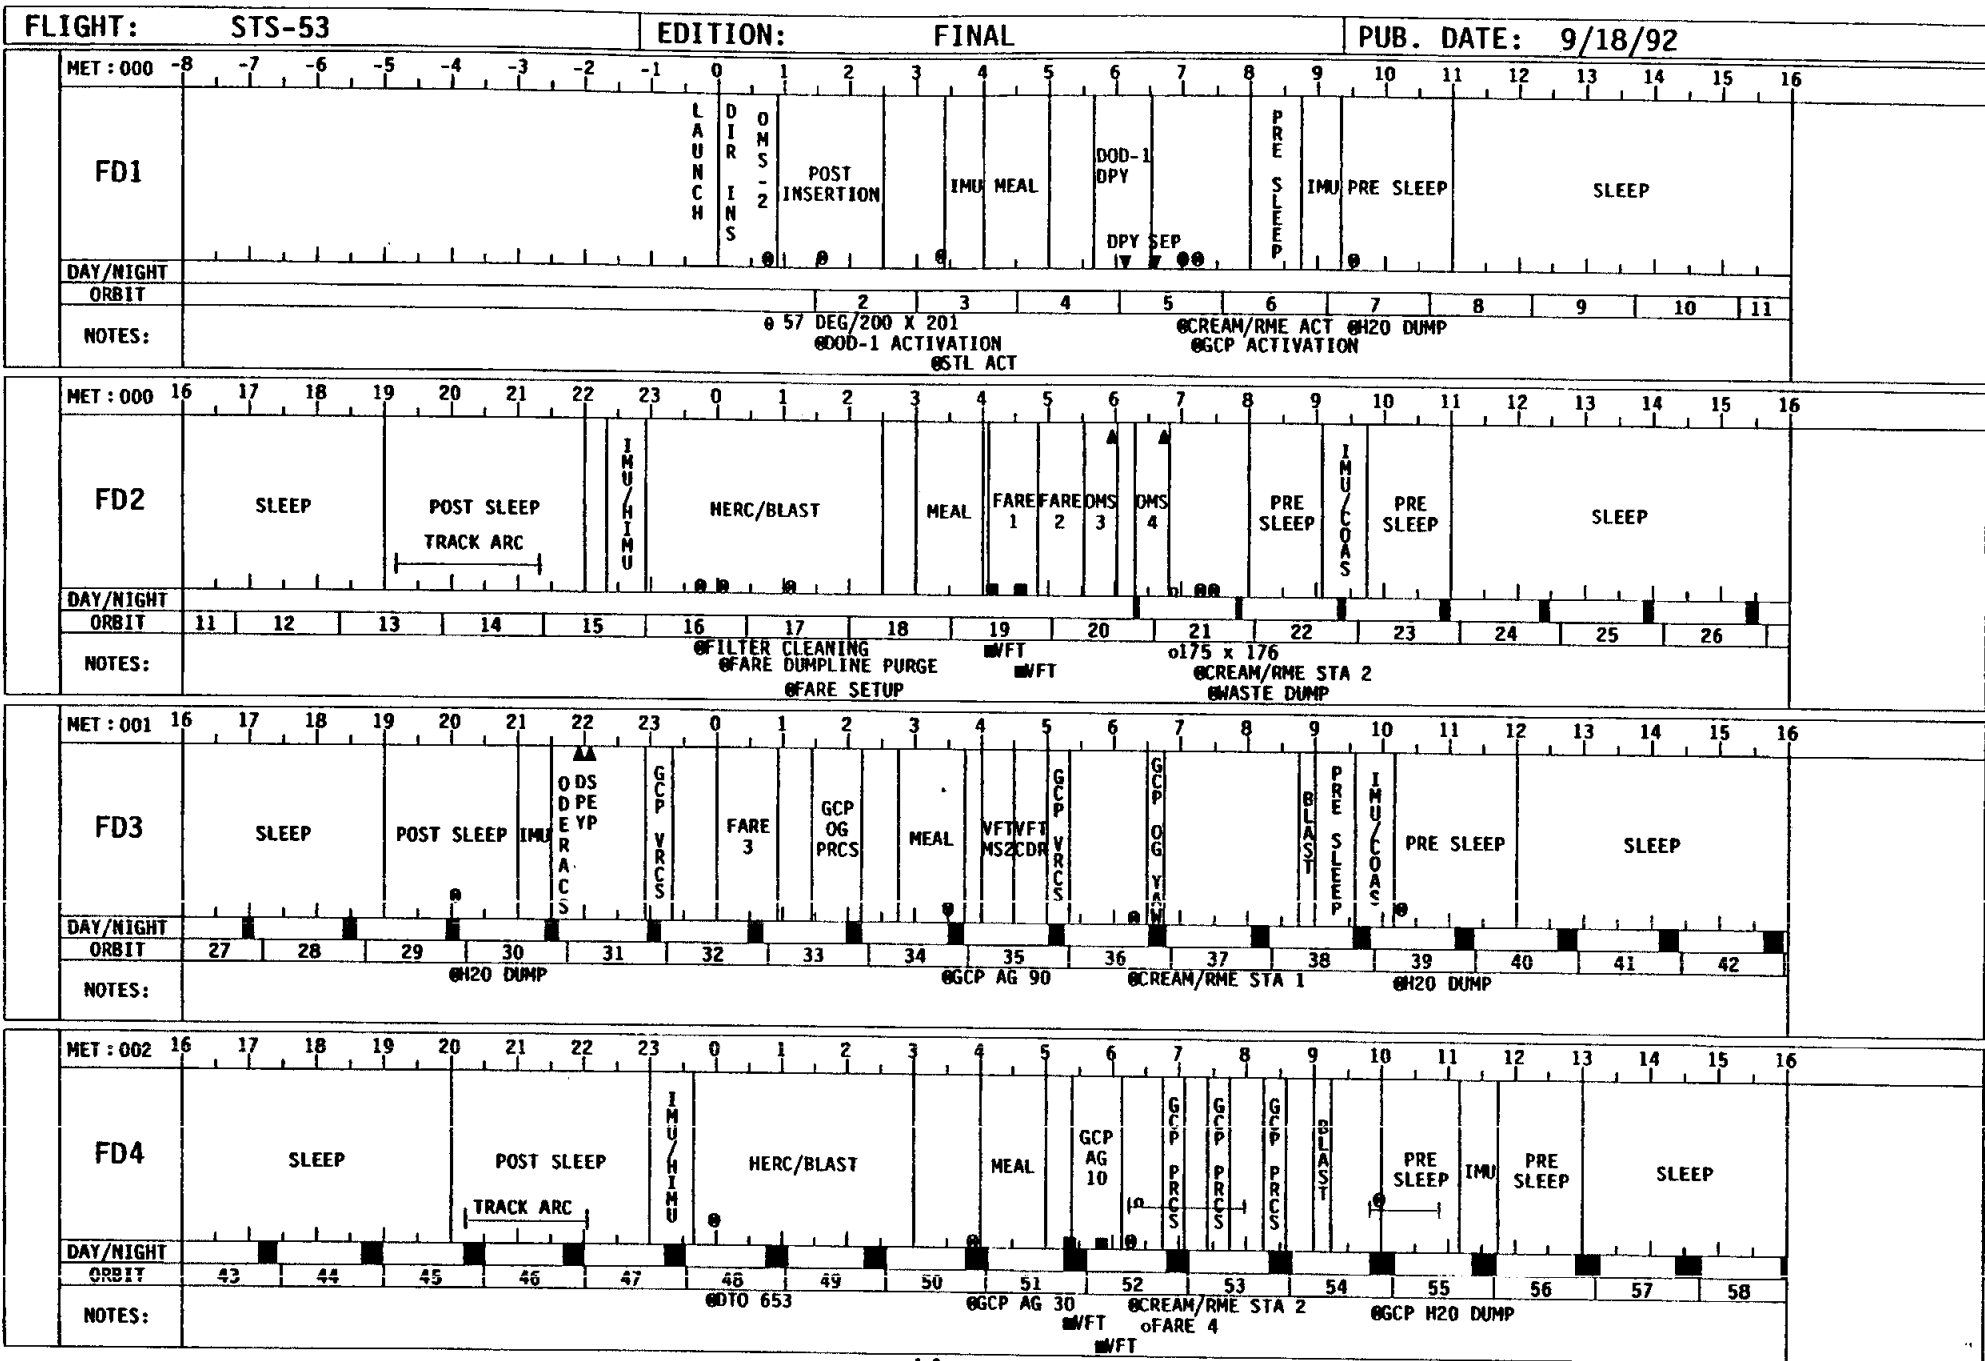 FLIGHT: STS-53 EDITION: FINAL PUB. DATE: 9/18/92
MET:000 -8 -7 -6 -5 -4 -3 -2 -1 0 1 2 3 4 5 6 7 8 9 10 11 12 13 14 15 16
FD1
LAUNCH
DIR INS
OMS-2
POST INSERTION
IMU
MEAL
DOD-1 DPY
DPY SEP
PRE SLEEP
IMU
PRE SLEEP
SLEEP
DAY/NIGHT
ORBIT 2 3 4 5 6 7 8 9 10 11
NOTES:
57 DEG/200 X 201
DOD-1 ACTIVATION
STL ACT
CREAM/RME ACT
H20 DUMP
GCP ACTIVATION
MET:000 16 17 18 19 20 21 22 23 0 1 2 3 4 5 6 7 8 9 10 11 12 13 14 15 16
FD2
SLEEP
POST SLEEP
TRACK ARC
IMU/HIMU
HERC/BLAST
MEAL
FARE 1
FARE 2
OMS 3
OMS 4
PRE SLEEP
IMU/COAS
PRE SLEEP
SLEEP
DAY/NIGHT
ORBIT 11 12 13 14 15 16 17 18 19 20 21 22 23 24 25 26
NOTES:
FILTER CLEANING
FARE DUMPLINE PURGE
FARE SETUP
VFT
VFT
o175 x 176
CREAM/RME STA 2
WASTE DUMP
MET:001 16 17 18 19 20 21 22 23 0 1 2 3 4 5 6 7 8 9 10 11 12 13 14 15 16
FD3
SLEEP
POST SLEEP
IMU
ODERACS
DPY
SEP
GCP VRCS
FARE 3
GCP OG PRCS
MEAL
VFT MS2
VFT CDR
GCP VRCS
GCP OG YAW
BLAST
PRE SLEEP
IMU/COAS
PRE SLEEP
SLEEP
DAY/NIGHT
ORBIT 27 28 29 30 31 32 33 34 35 36 37 38 39 40 41 42
NOTES:
H20 DUMP
GCP AG 90
CREAM/RME STA 1
H20 DUMP
MET:002 16 17 18 19 20 21 22 23 0 1 2 3 4 5 6 7 8 9 10 11 12 13 14 15 16
FD4
SLEEP
POST SLEEP
TRACK ARC
IMU/HIMU
HERC/BLAST
MEAL
GCP AG 10
GCP PRCS
GCP PRCS
GCP PRCS
BLAST
PRE SLEEP
IMU
PRE SLEEP
SLEEP
DAY/NIGHT
ORBIT 43 44 45 46 47 48 49 50 51 52 53 54 55 56 57 58
NOTES:
DTO 653
GCP AG 30
VFT
VFT
CREAM/RME STA 2
oFARE 4
GCP H20 DUMP